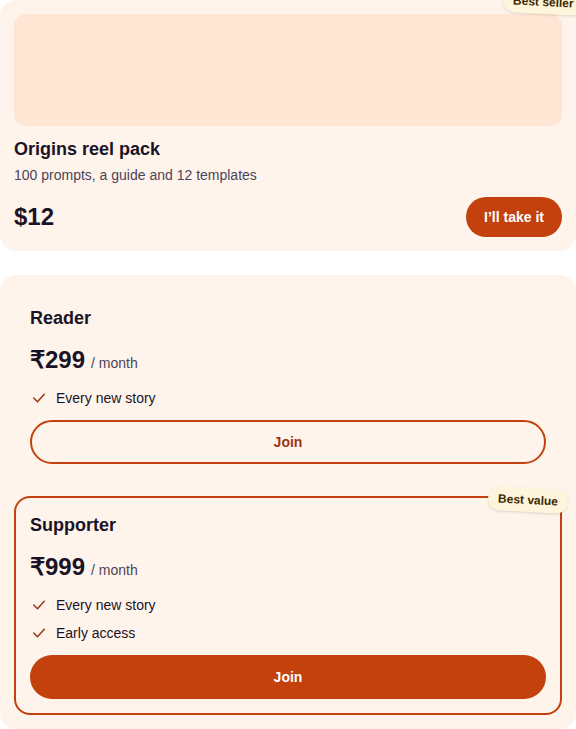 Best seller
Origins reel pack
100 prompts, a guide and 12 templates
$12
I’ll take it
Reader
₹299 / month
Every new story
Join
Best value
Supporter
₹999 / month
Every new story
Early access
Join